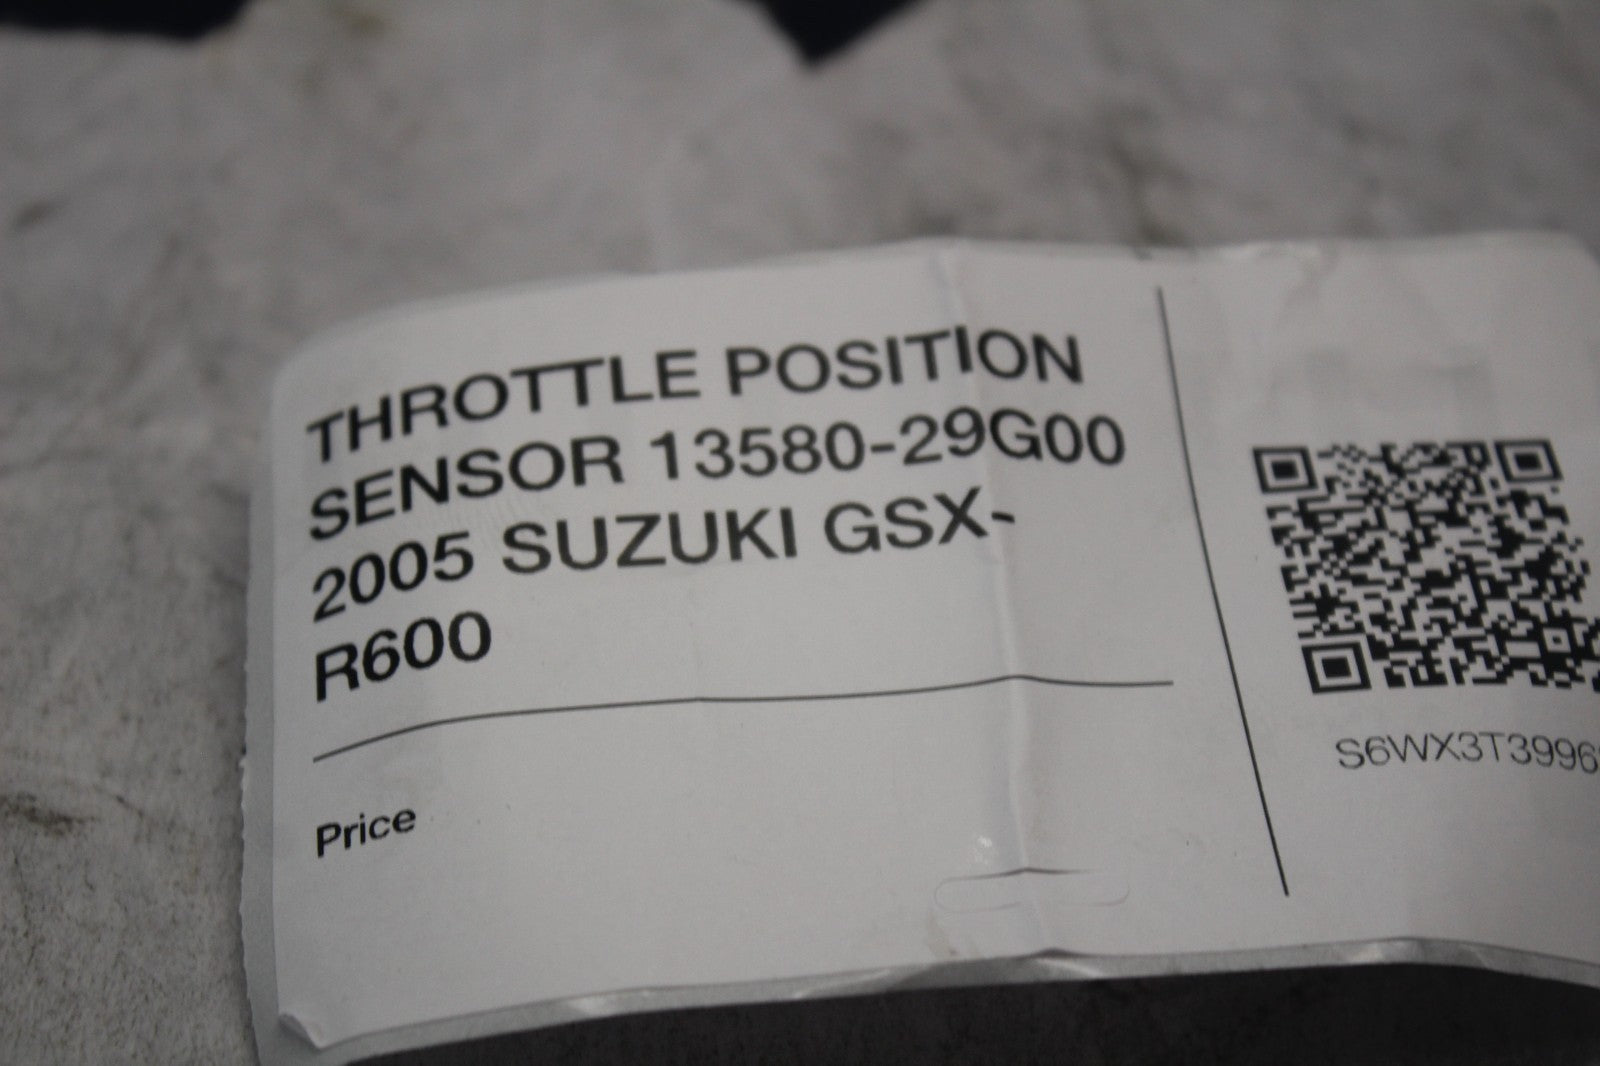 THROTTLE POSITION
SENSOR 13580-29G00
2005 SUZUKI GSX-
R600
Price